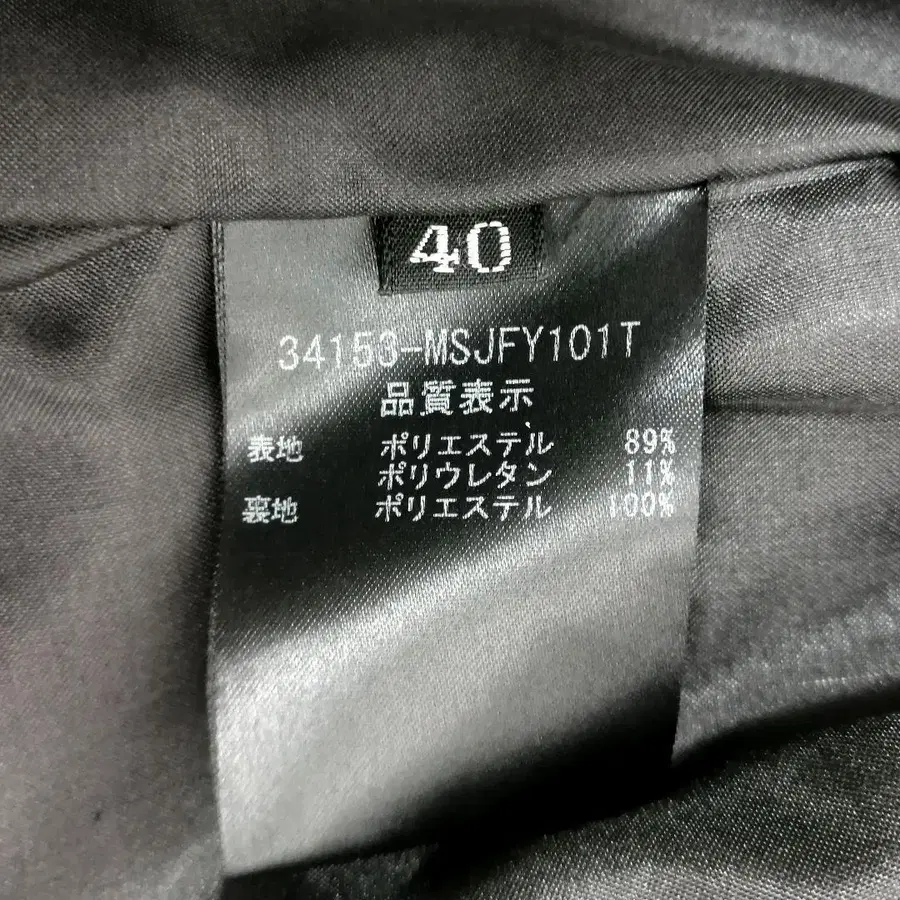 40
34153-MSJFY101T
品質表示
表地 ポリエステル 89%
ポリウレタン 11%
裏地 ポリエステル 100%